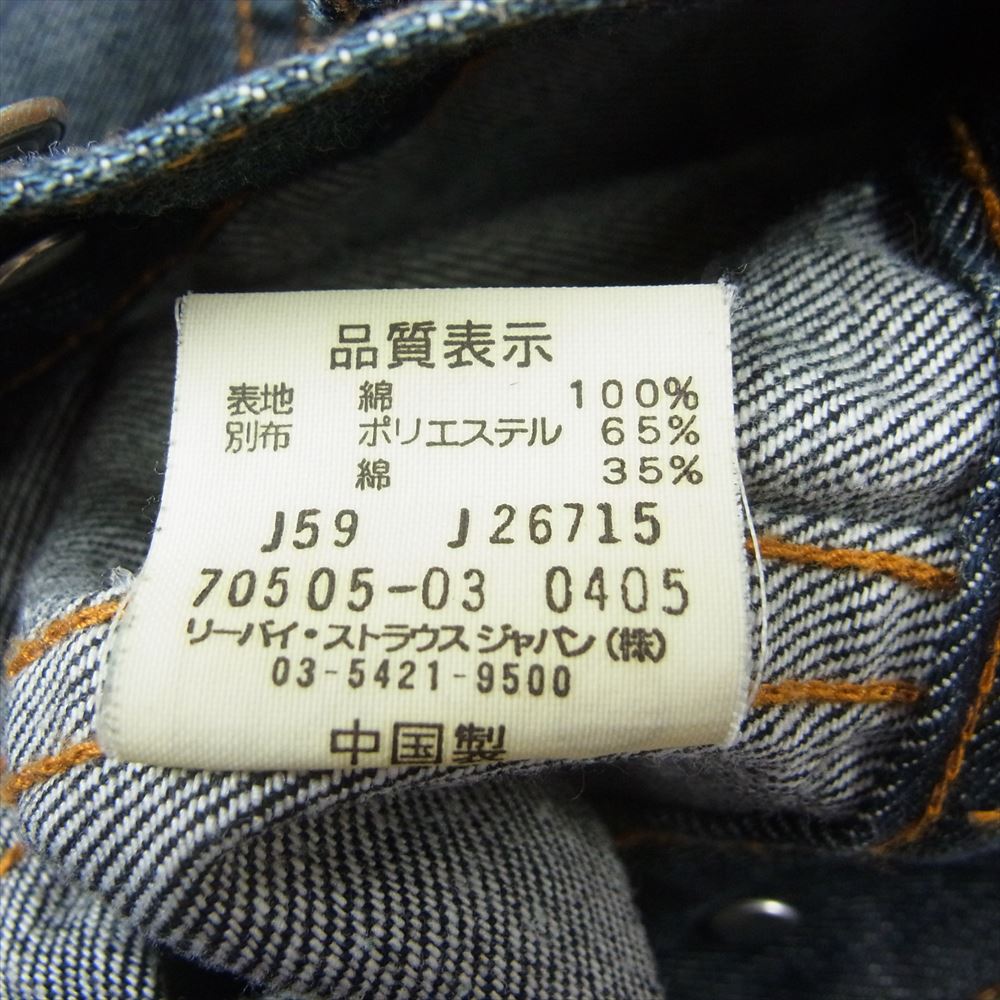 品質表示
表地 綿 100%
別布 ポリエステル 65%
綿 35%
J59 J26715
70505-03 0405
リーバイ・ストラウス ジャパン(株)
03-5421-9500
中国製